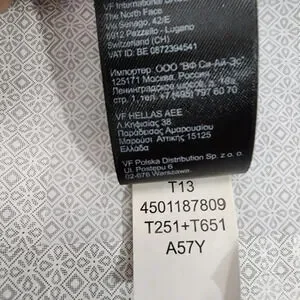 VF International
The North Face
Via Senago, 42/E
6912 Pazzallo - Lugano
Switzerland (CH)
VAT ID: BE 0872394541
Импортер ООО "ВФ Си-Ай-Эс"
125171 Москва, Россия,
Ленинградское шоссе, д. 16а
стр. 1, тел +7(495) 797 60 70
VF HELLAS AEE
Λ.Κηφισίας 38
Παράδεισος Αμαρουσίου
Μαρούσι Αττικής 15125
VF Polska Distribution Sp. z o. o.
Ul. Postepu 6
02-676 Warszawa.
T13
4501187809
T251+T651
A57Y